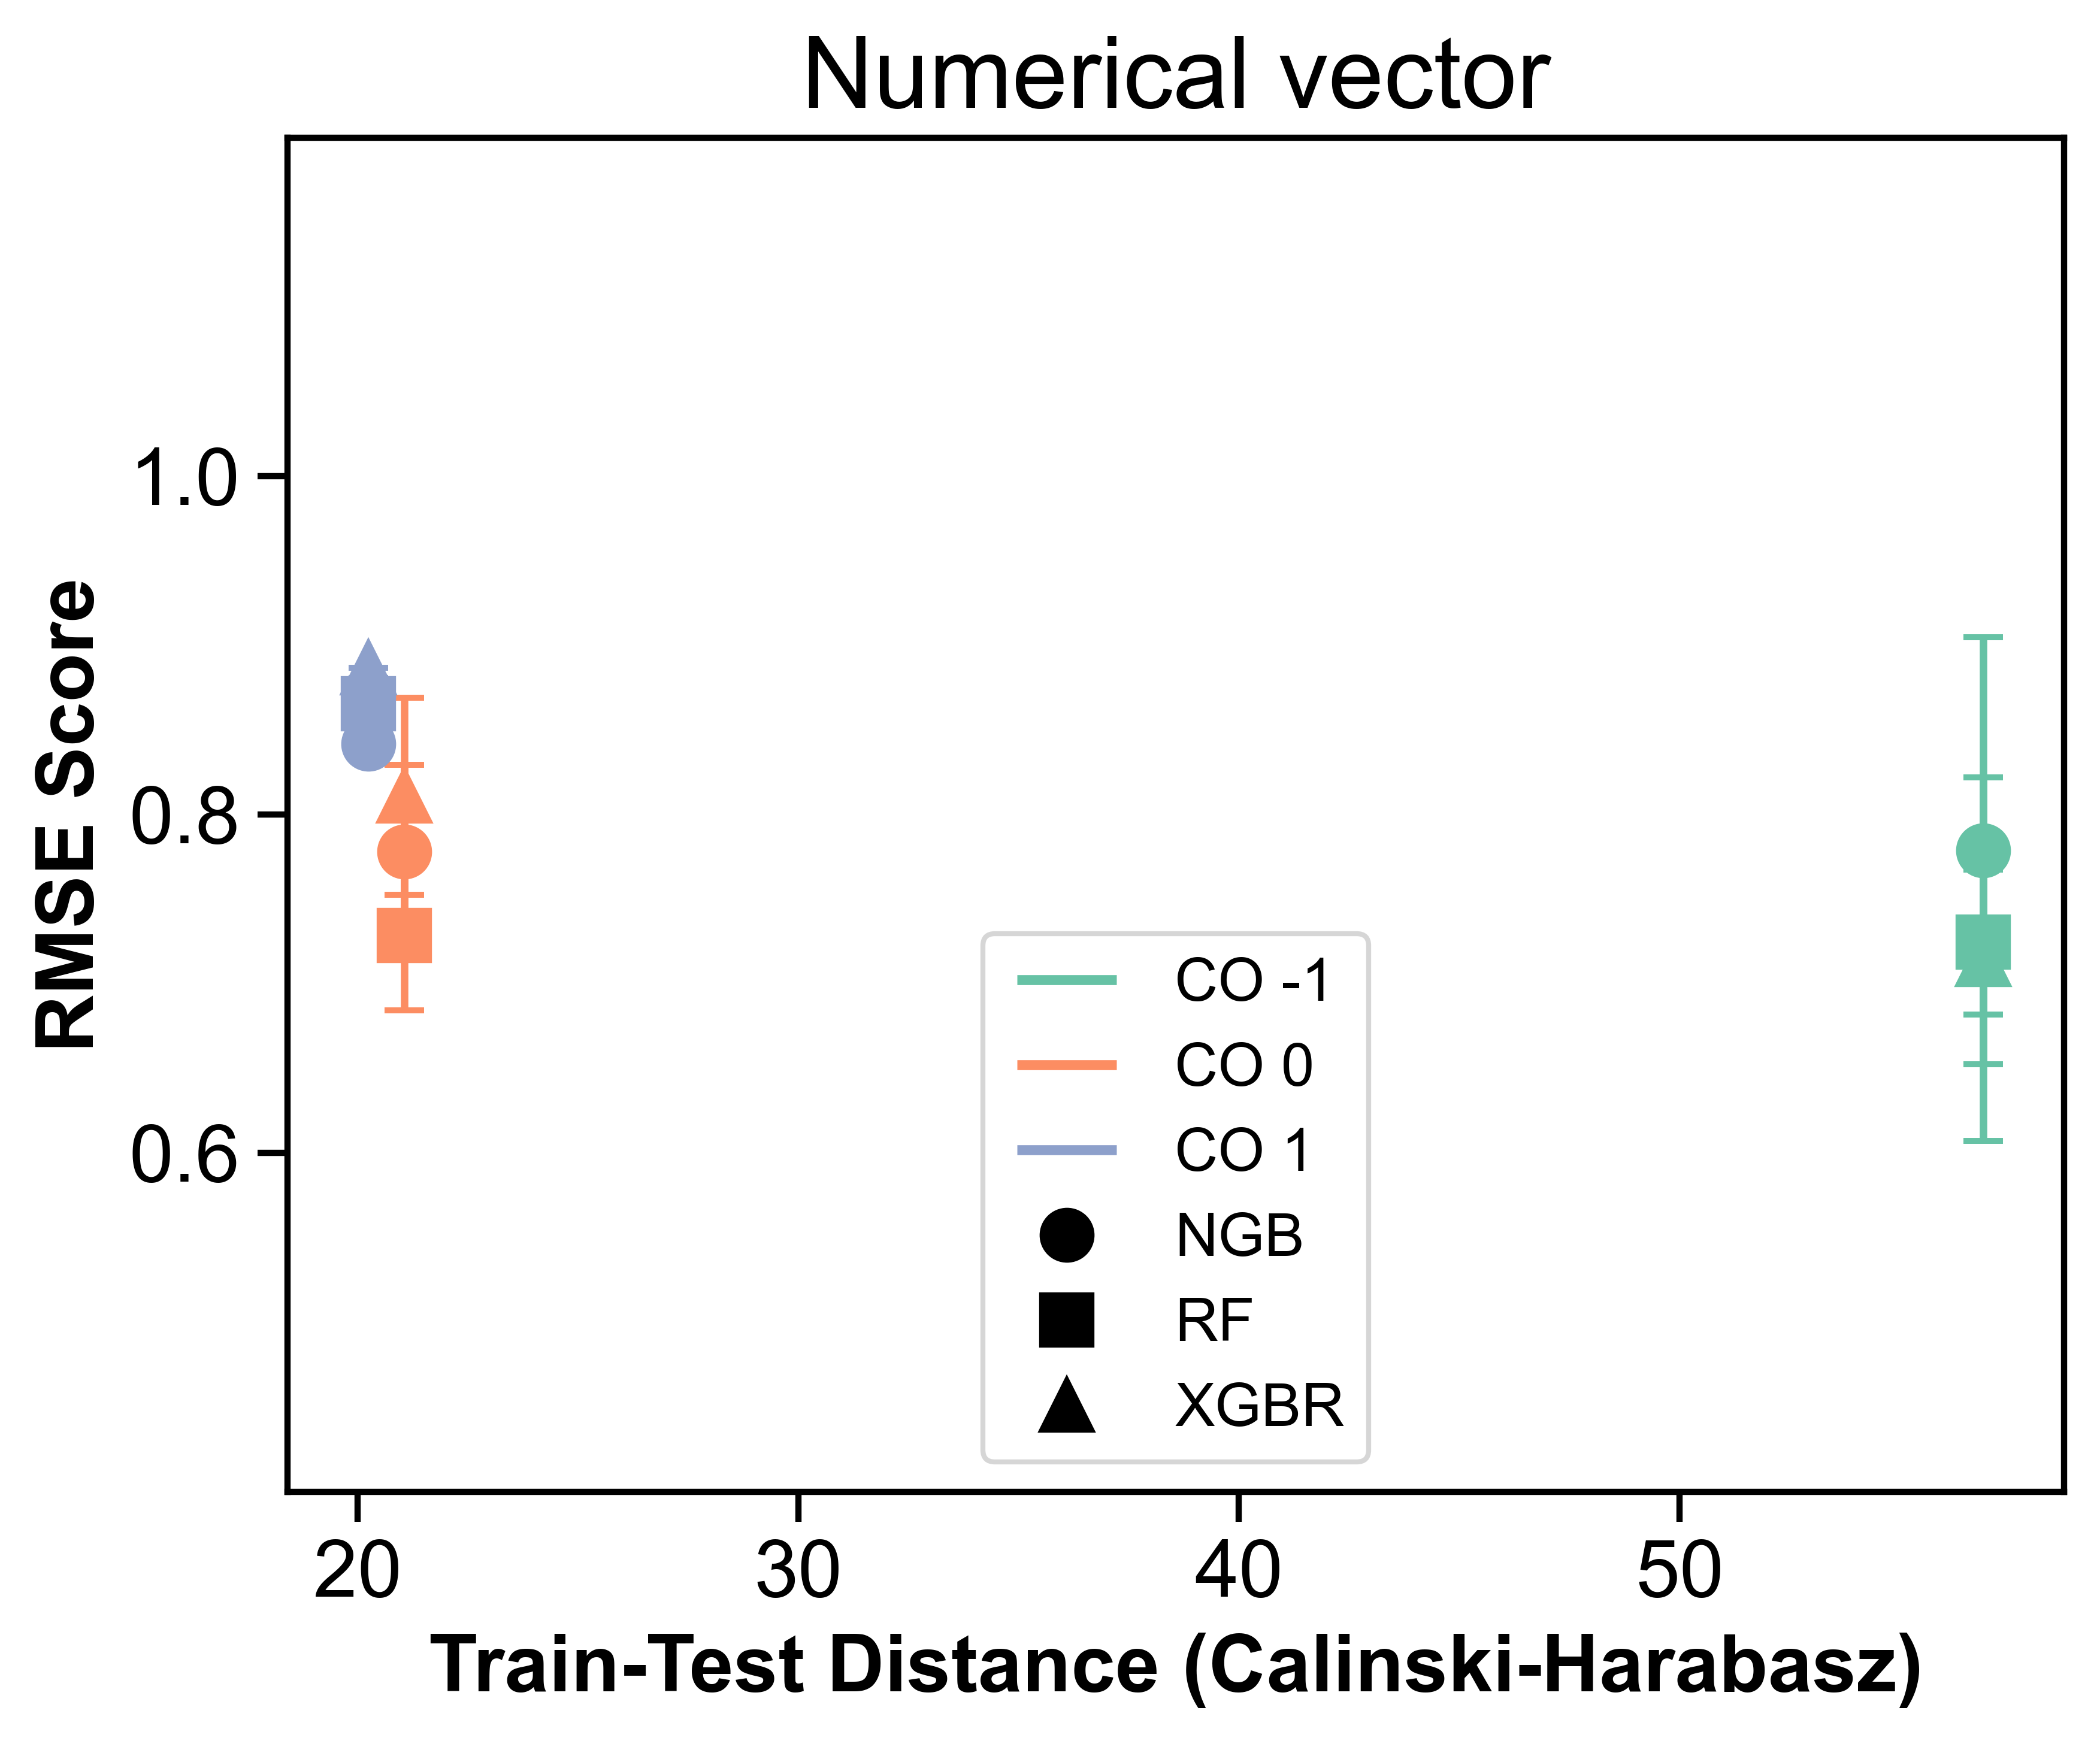 Numerical vector
RMSE Score
1.0
0.8
0.6
CO -1
CO 0
CO 1
NGB
RF
XGBR
20 30 40 50
Train-Test Distance (Calinski-Harabasz)